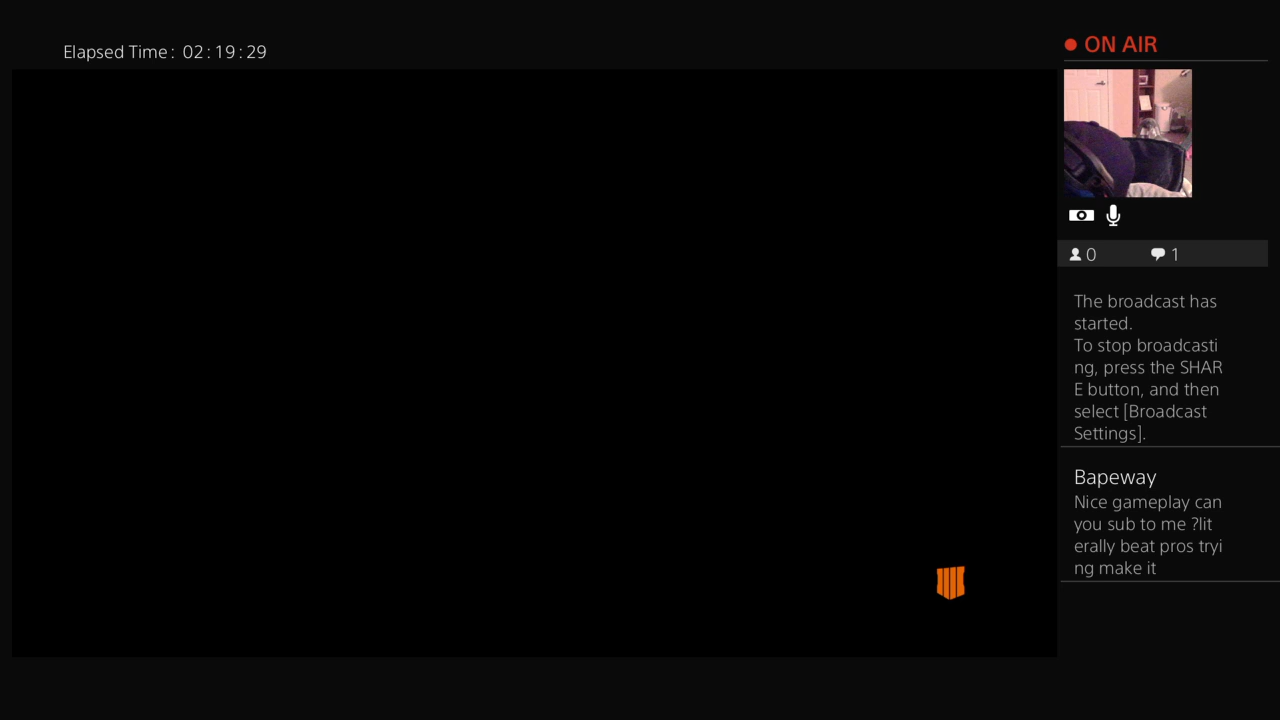 Elapsed Time: 02:19:29
ON AIR
0 1
The broadcast has
started.
To stop broadcasti
ng, press the SHAR
E button, and then
select [Broadcast
Settings].
Bapeway
Nice gameplay can
you sub to me ?lit
erally beat pros tryi
ng make it